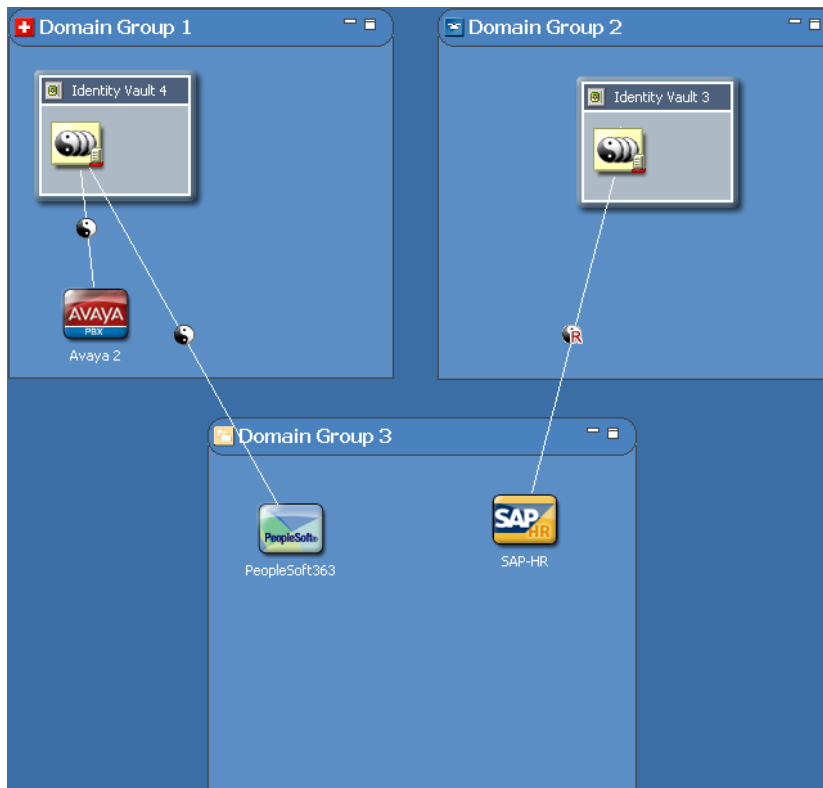 Domain Group 1
Identity Vault 4
AVAYA
PBX
Avaya 2
Domain Group 2
Identity Vault 3
R
Domain Group 3
PeopleSoft®
PeopleSoft363
SAP
HR
SAP-HR